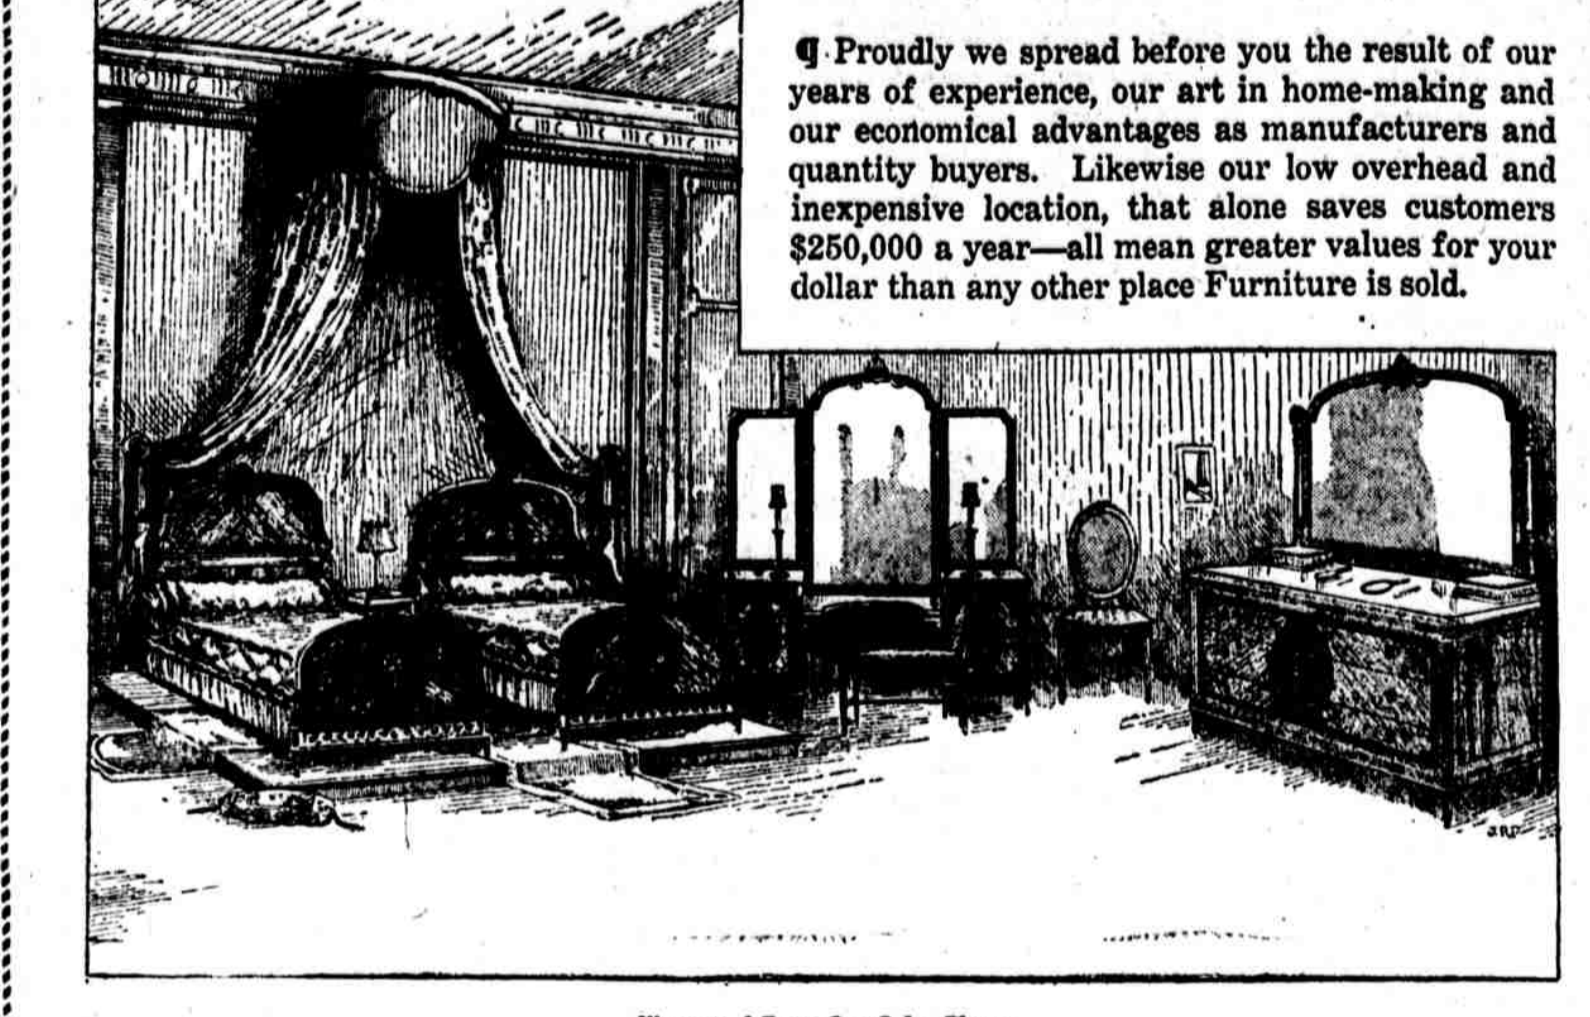 ¶ Proudly we spread before you the result of our
years of experience, our art in home-making and
our economical advantages as manufacturers and
quantity buyers. Likewise our low overhead and
inexpensive location, that alone saves customers
$250,000 a year—all mean greater values for your
dollar than any other place Furniture is sold.